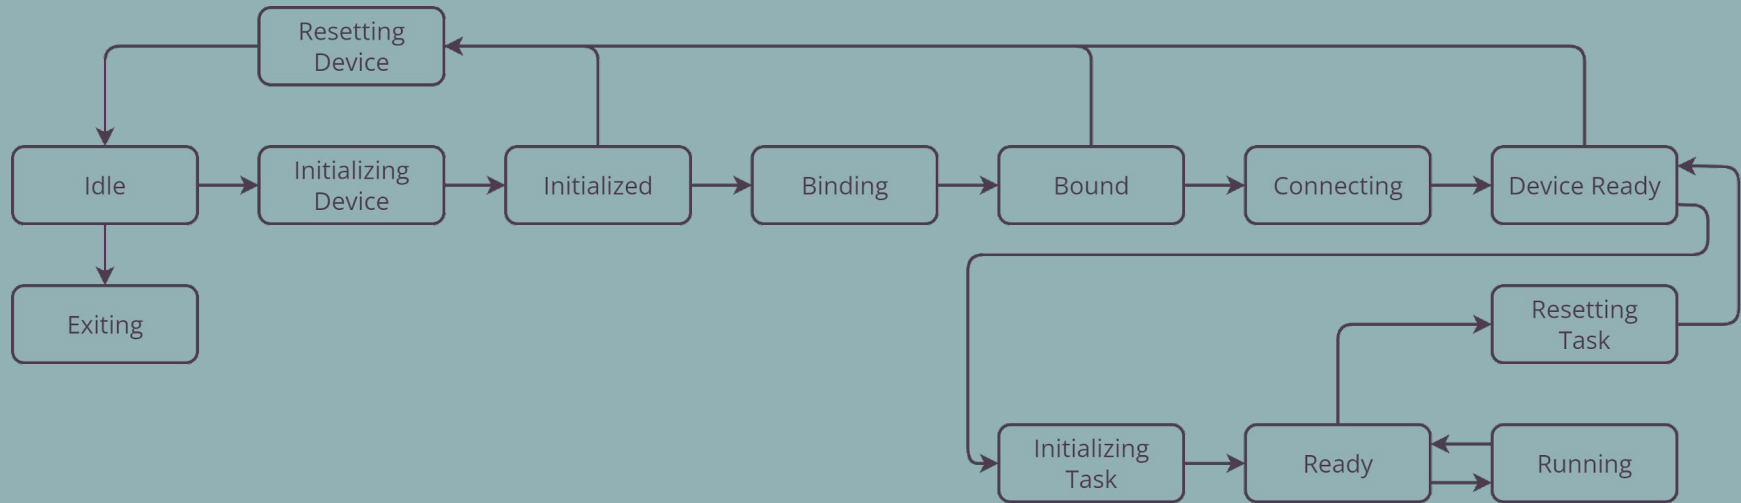 Resetting
Device
Idle
Initializing
Device
Initialized
Binding
Bound
Connecting
Device Ready
Exiting
Resetting
Task
Initializing
Task
Ready
Running